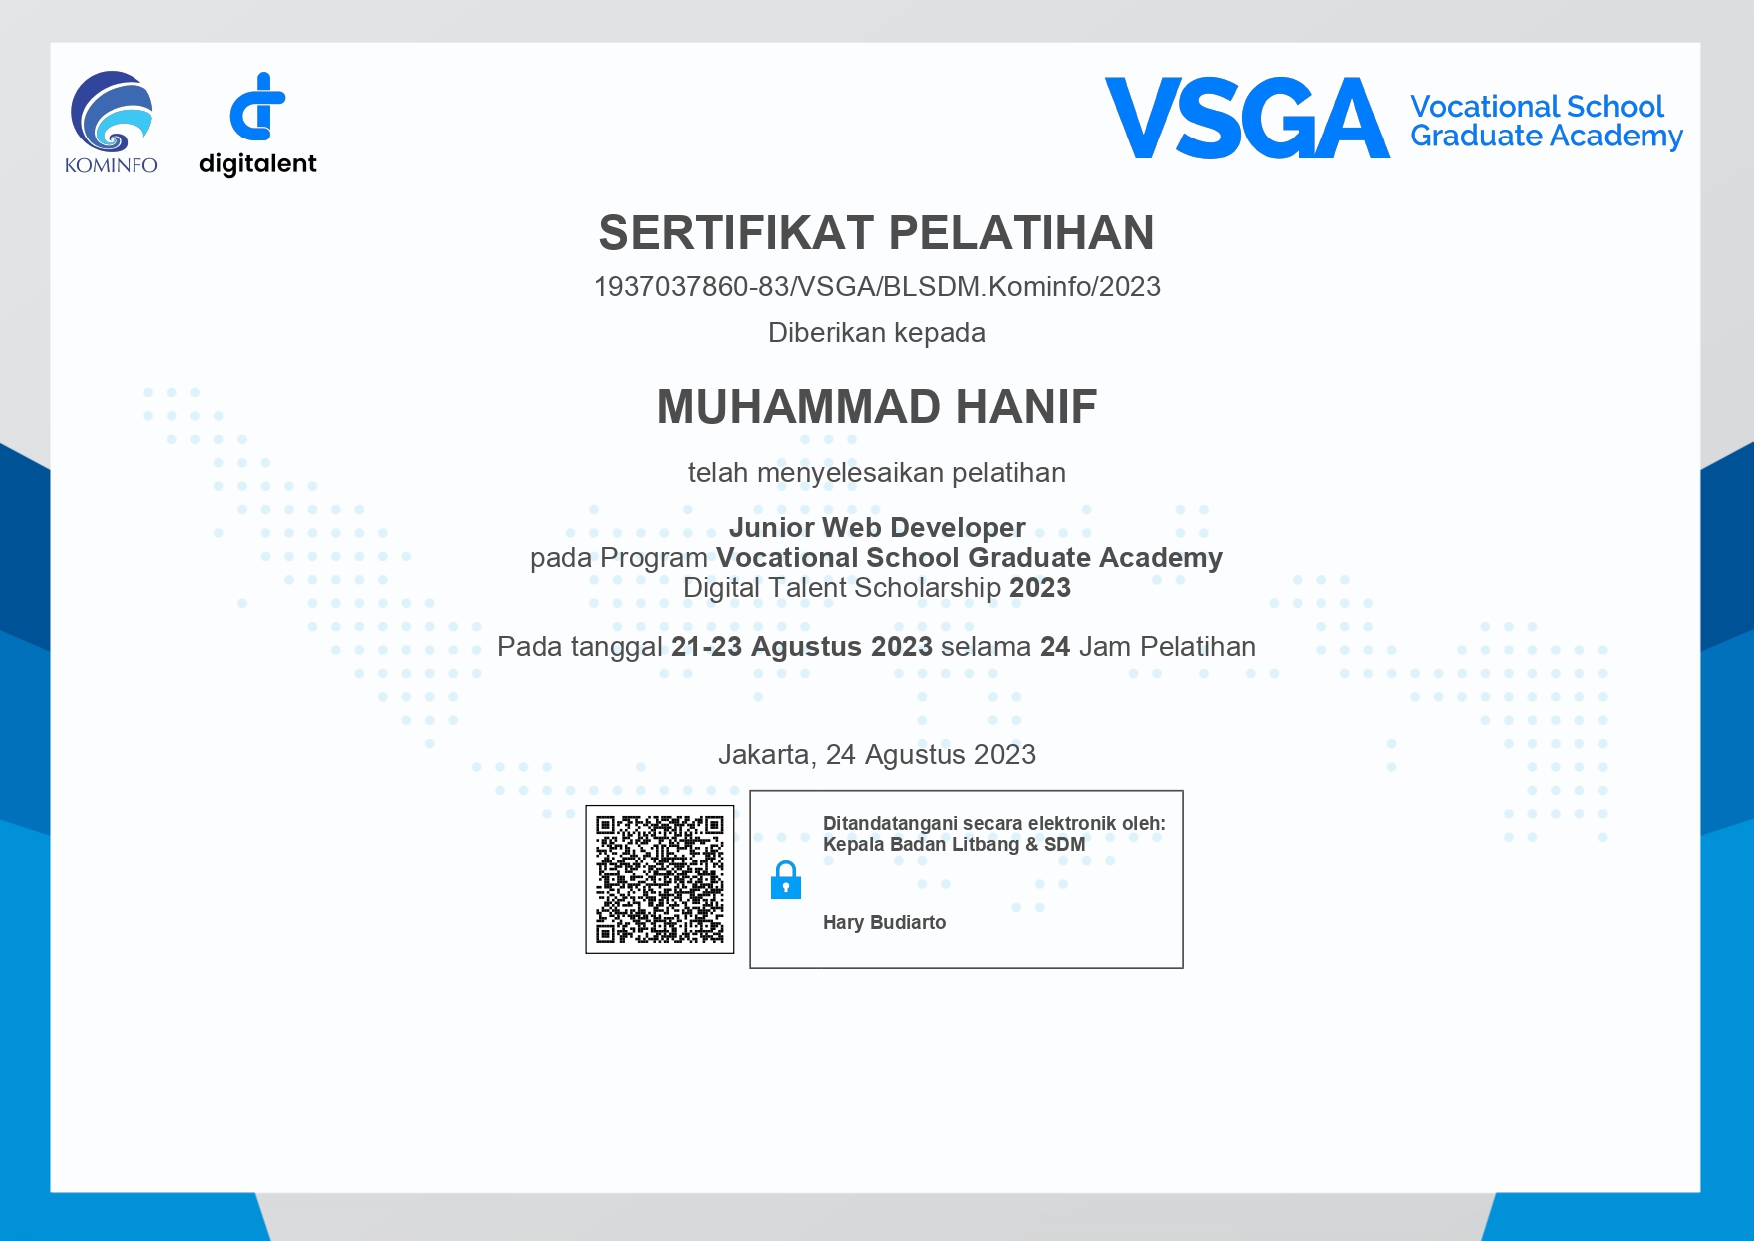 KOMINFO
digitalent
VSGA
Vocational School
Graduate Academy
SERTIFIKAT PELATIHAN
1937037860-83/VSGA/BLSDM.Kominfo/2023
Diberikan kepada
MUHAMMAD HANIF
telah menyelesaikan pelatihan
Junior Web Developer
pada Program Vocational School Graduate Academy
Digital Talent Scholarship 2023
Pada tanggal 21-23 Agustus 2023 selama 24 Jam Pelatihan
Jakarta, 24 Agustus 2023
Ditandatangani secara elektronik oleh:
Kepala Badan Litbang & SDM
Hary Budiarto